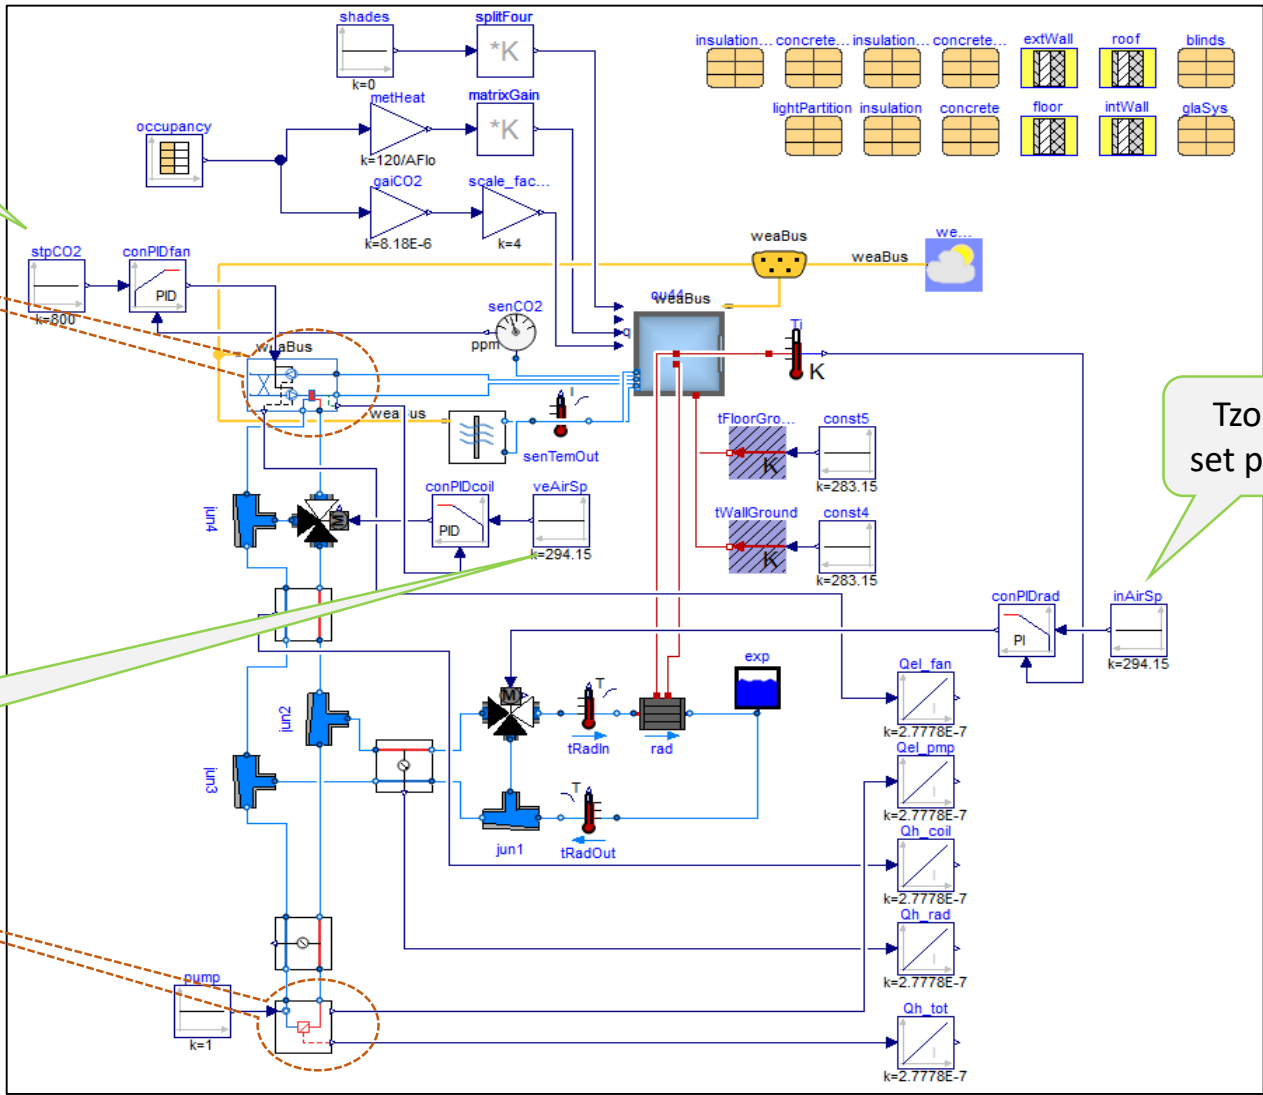 shades
splitFour
*K
k=0
insulation...
concrete...
insulation...
concrete...
extWall
roof
blinds
metHeat
matrixGain
*K
k=120/AFlo
lightPartition
insulation
concrete
floor
intWall
glaSys
occupancy
gaiCO2
scale_fac...
k=8.18E-6
k=4
stpCO2
conPIDfan
PID
k=800
weaBus
weaBus
we...
weaBus
senCO2
ppm
q
Ti
K
weaBus
senTemOut
tFloorGro...
const5
K
k=283.15
Tzo
set p
jun4
M
conPIDcoil
PID
veAirSp
k=294.15
tWallGround
const4
K
k=283.15
conPIDrad
PI
inAirSp
k=294.15
exp
M
T
tRadIn
rad
jun2
jun3
jun1
T
tRadOut
Qel_fan
I
k=2.7778E-7
Qel_pmp
I
k=2.7778E-7
Qh_coil
I
k=2.7778E-7
Qh_rad
I
k=2.7778E-7
pump
k=1
Qh_tot
I
k=2.7778E-7